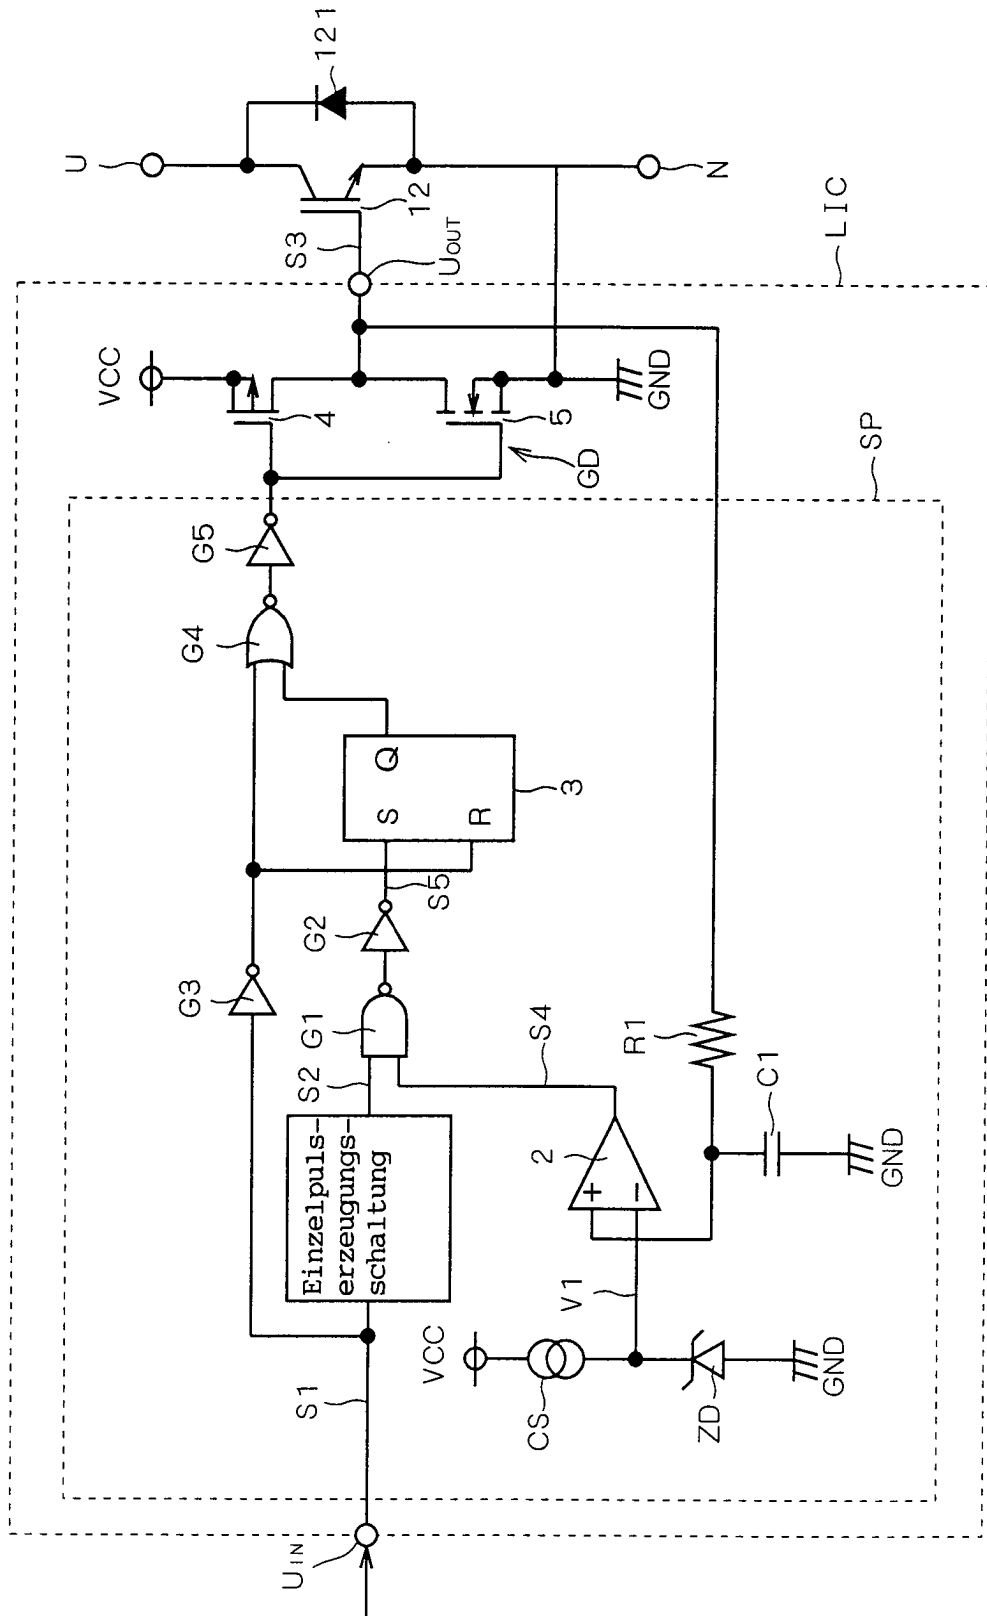 U
121
12
N
S3
UOUT
LIC
VCC
4
5
GND
GD
SP
G5
G4
Q
S
R
3
S5
G2
G3
G1
S2
S4
R1
C1
GND
Einzelpuls-
erzeugungs-
schaltung
2
+
−
V1
VCC
CS
ZD
GND
S1
UIN